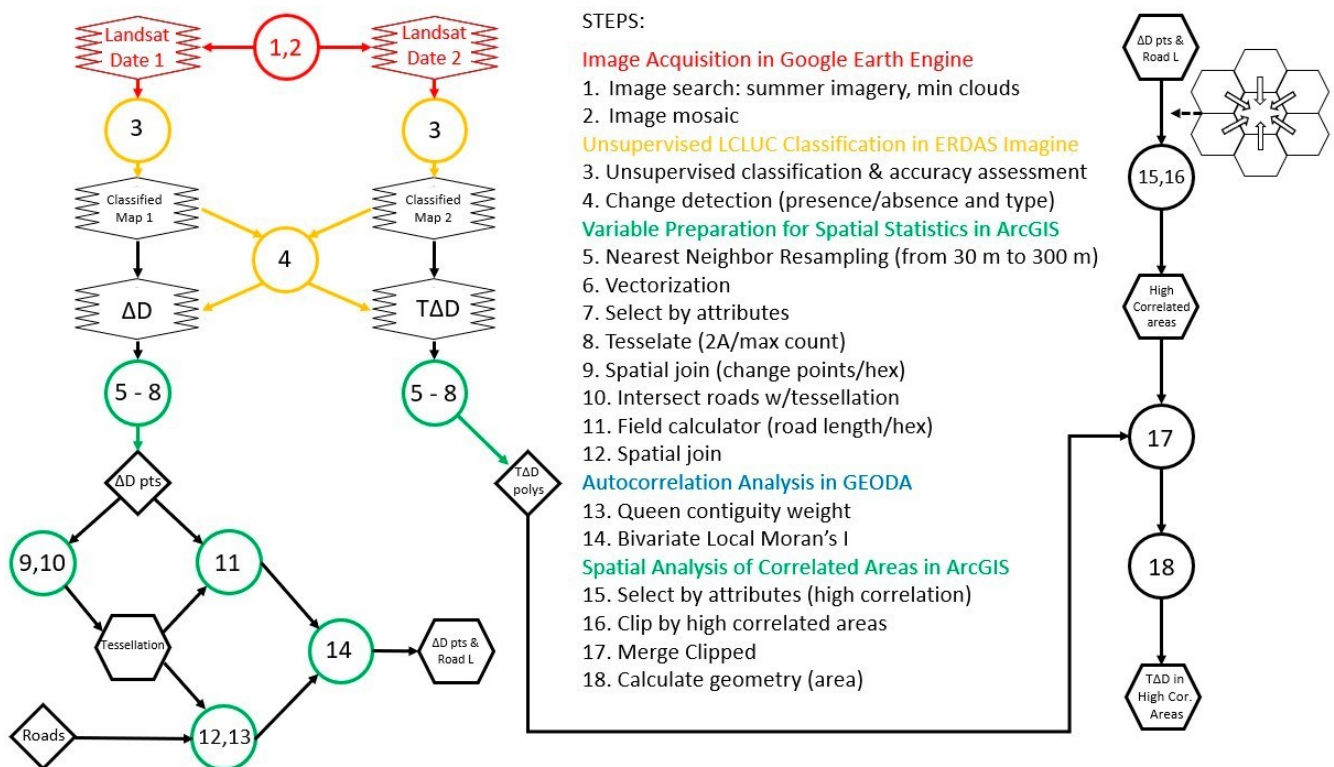 Landsat
Date 1
1,2
Landsat
Date 2
3
3
Classified
Map 1
Classified
Map 2
4
ΔD
TΔD
5 - 8
5 - 8
ΔD pts
TΔD
polys
9,10
11
Tessellation
14
ΔD pts &
Road L
Roads
12,13
STEPS:
Image Acquisition in Google Earth Engine
1. Image search: summer imagery, min clouds
2. Image mosaic
Unsupervised LCLUC Classification in ERDAS Imagine
3. Unsupervised classification & accuracy assessment
4. Change detection (presence/absence and type)
Variable Preparation for Spatial Statistics in ArcGIS
5. Nearest Neighbor Resampling (from 30 m to 300 m)
6. Vectorization
7. Select by attributes
8. Tesselate (2A/max count)
9. Spatial join (change points/hex)
10. Intersect roads w/tessellation
11. Field calculator (road length/hex)
12. Spatial join
Autocorrelation Analysis in GEODA
13. Queen contiguity weight
14. Bivariate Local Moran's I
Spatial Analysis of Correlated Areas in ArcGIS
15. Select by attributes (high correlation)
16. Clip by high correlated areas
17. Merge Clipped
18. Calculate geometry (area)
ΔD pts &
Road L
15,16
High
Correlated
areas
17
18
TΔD in
High Cor.
Areas